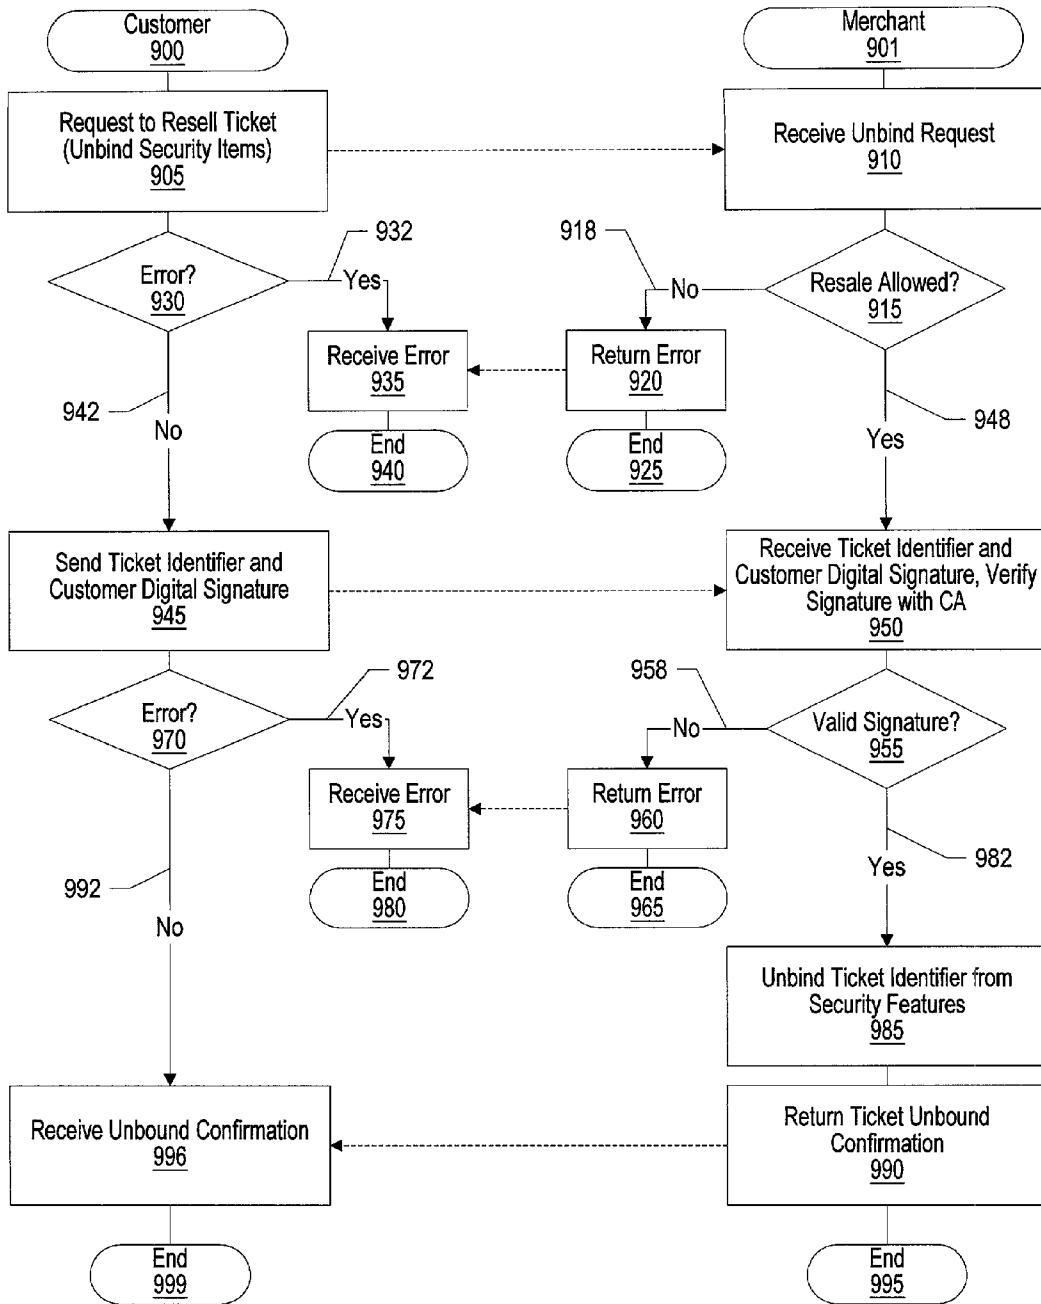 Customer
900
Merchant
901
Request to Resell Ticket
(Unbind Security Items)
905
Receive Unbind Request
910
932
918
Error?
930
Yes
No
Resale Allowed?
915
Receive Error
935
Return Error
920
942
948
No
Yes
End
940
End
925
Send Ticket Identifier and
Customer Digital Signature
945
Receive Ticket Identifier and
Customer Digital Signature, Verify
Signature with CA
950
972
958
Error?
970
Yes
No
Valid Signature?
955
Receive Error
975
Return Error
960
992
982
No
Yes
End
980
End
965
Unbind Ticket Identifier from
Security Features
985
Receive Unbound Confirmation
996
Return Ticket Unbound
Confirmation
990
End
999
End
995